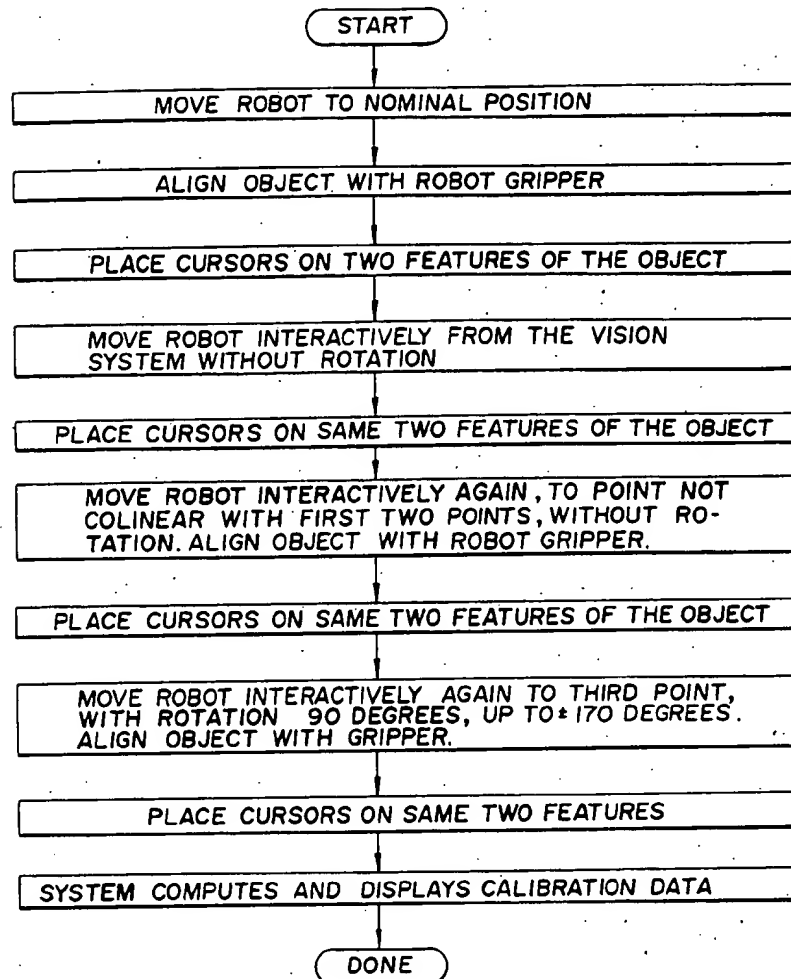 START
MOVE ROBOT TO NOMINAL POSITION
ALIGN OBJECT WITH ROBOT GRIPPER
PLACE CURSORS ON TWO FEATURES OF THE OBJECT
MOVE ROBOT INTERACTIVELY FROM THE VISION
SYSTEM WITHOUT ROTATION
PLACE CURSORS ON SAME TWO FEATURES OF THE OBJECT
MOVE ROBOT INTERACTIVELY AGAIN, TO POINT NOT
COLINEAR WITH FIRST TWO POINTS, WITHOUT RO-
TATION. ALIGN OBJECT WITH ROBOT GRIPPER.
PLACE CURSORS ON SAME TWO FEATURES OF THE OBJECT
MOVE ROBOT INTERACTIVELY AGAIN TO THIRD POINT,
WITH ROTATION 90 DEGREES, UP TO ± 170 DEGREES.
ALIGN OBJECT WITH GRIPPER.
PLACE CURSORS ON SAME TWO FEATURES
SYSTEM COMPUTES AND DISPLAYS CALIBRATION DATA
DONE